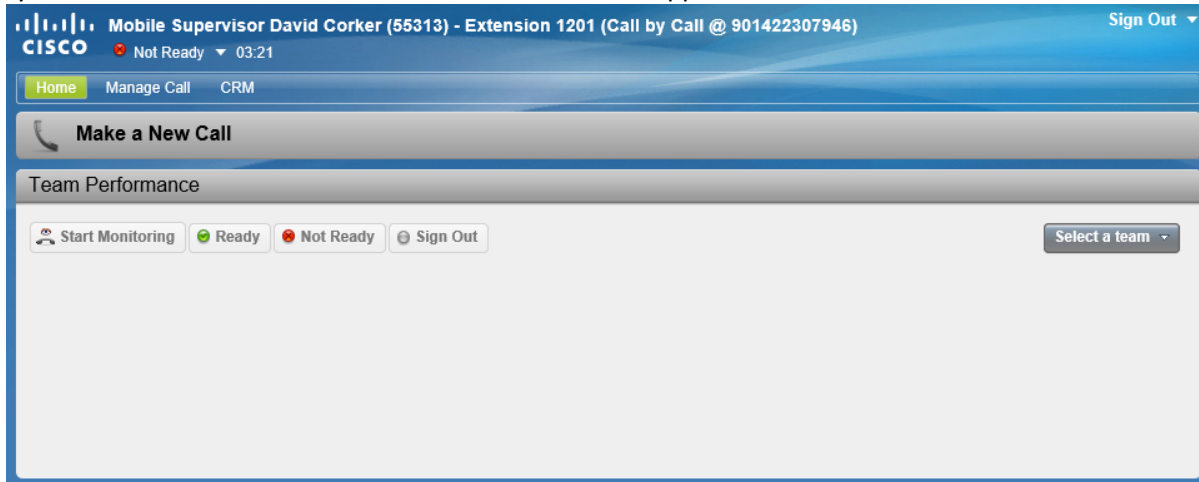 Mobile Supervisor David Corker (55313) - Extension 1201 (Call by Call @ 901422307946)
Sign Out
CISCO
Not Ready 03:21
Home Manage Call CRM
Make a New Call
Team Performance
Start Monitoring Ready Not Ready Sign Out
Select a team